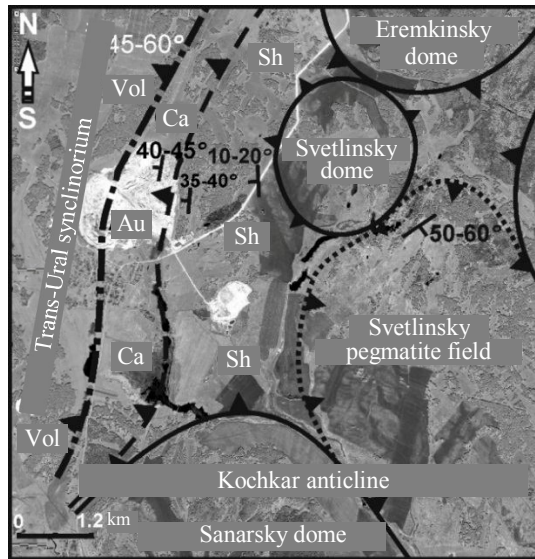 N
S
45-60°
Vol
Sh
Eremkinsky
dome
Ca
40-45°
10-20°
35-40°
Svetlinsky
dome
Trans-Ural synclinorium
Au
Sh
50-60°
Ca
Sh
Svetlinsky
pegmatite field
Vol
Kochkar anticline
0 1.2 km
Sanarsky dome